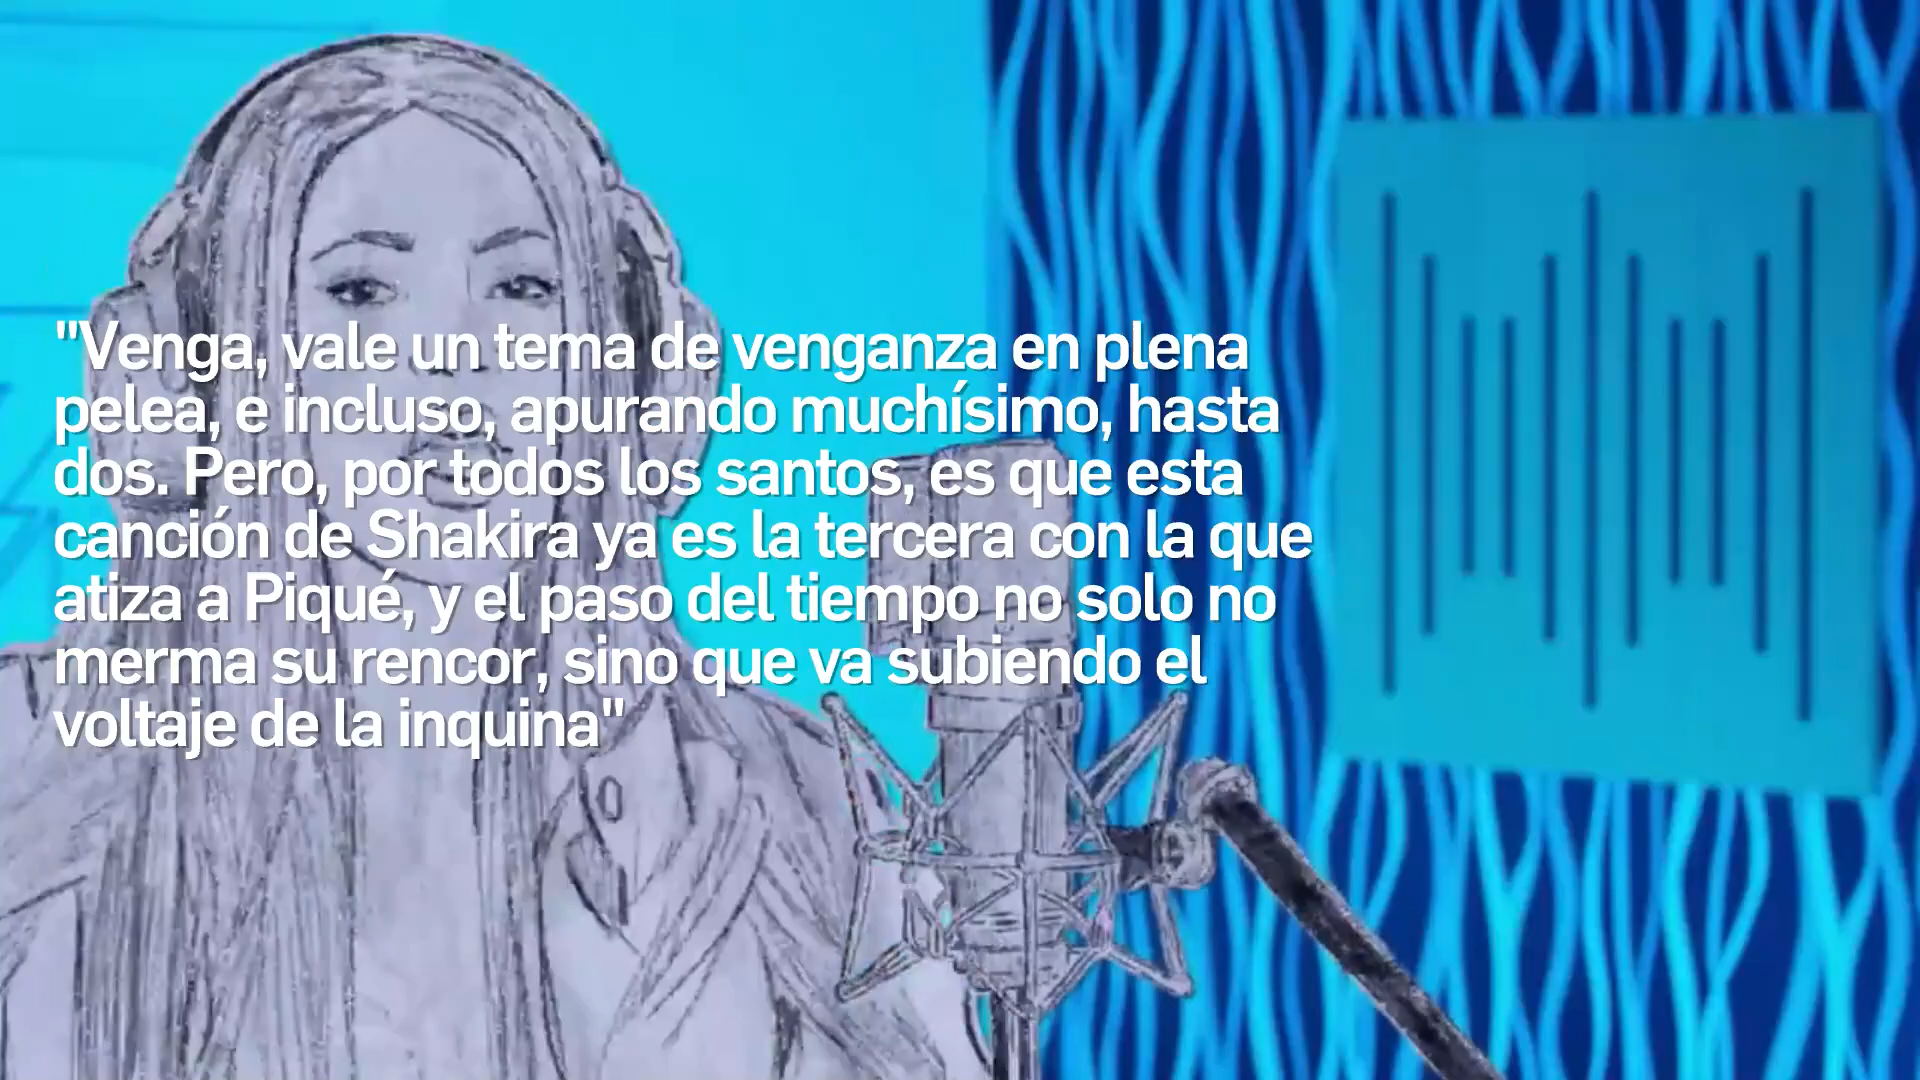 "Venga, vale un tema de venganza en plena
pelea, e incluso, apurando muchísimo, hasta
dos. Pero, por todos los santos, es que esta
canción de Shakira ya es la tercera con la que
atiza a Piqué, y el paso del tiempo no solo no
merma su rencor, sino que va subiendo el
voltaje de la inquina"